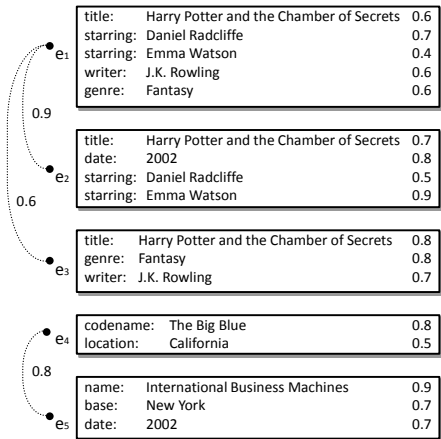 title: Harry Potter and the Chamber of Secrets 0.6
starring: Daniel Radcliffe 0.7
e1 starring: Emma Watson 0.4
writer: J.K. Rowling 0.6
genre: Fantasy 0.6
0.9
title: Harry Potter and the Chamber of Secrets 0.7
date: 2002 0.8
e2 starring: Daniel Radcliffe 0.5
starring: Emma Watson 0.9
0.6
title: Harry Potter and the Chamber of Secrets 0.8
genre: Fantasy 0.8
e3 writer: J.K. Rowling 0.7
e4 codename: The Big Blue 0.8
location: California 0.5
0.8
name: International Business Machines 0.9
base: New York 0.7
e5 date: 2002 0.7